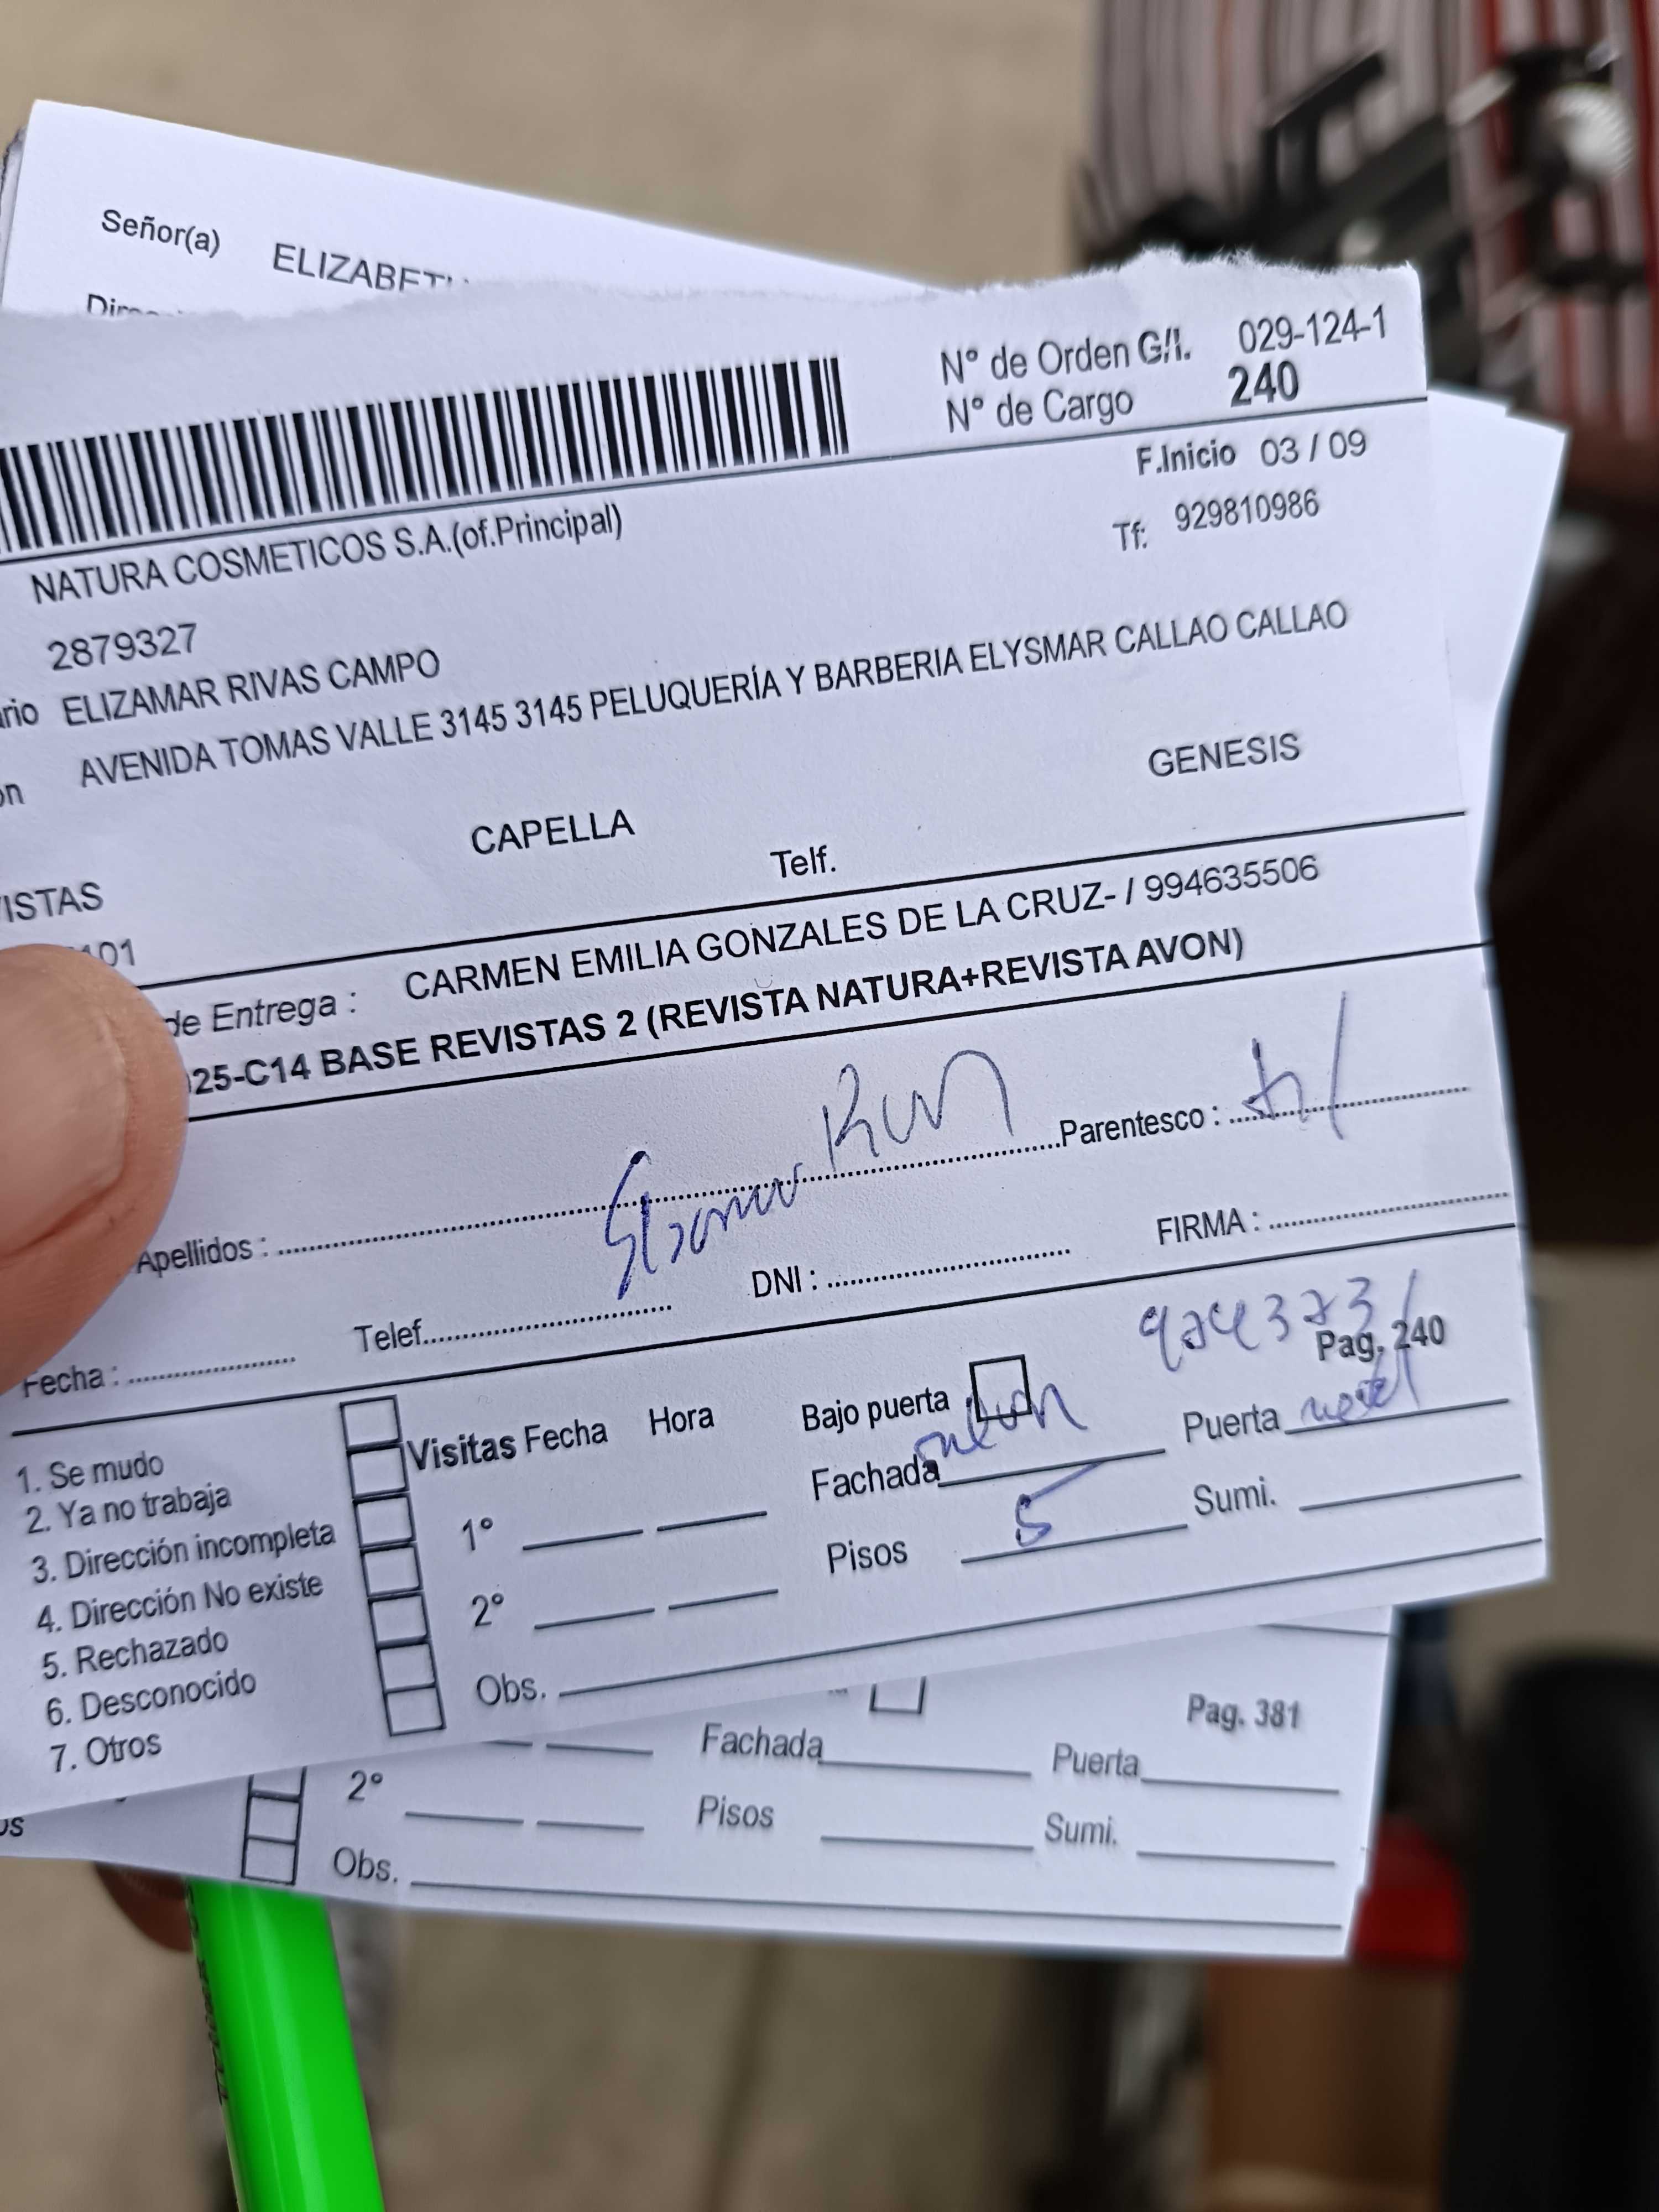 Señor(a) ELIZABET
N° de Orden G/I. 029-124-1
N° de Cargo 240
F.Inicio 03 / 09
NATURA COSMETICOS S.A.(of.Principal)
Tf: 929810986
2879327
ELIZAMAR RIVAS CAMPO
AVENIDA TOMAS VALLE 3145 3145 PELUQUERÍA Y BARBERIA ELYSMAR CALLAO CALLAO
CAPELLA GENESIS
ISTAS Telf.
101
de Entrega : CARMEN EMILIA GONZALES DE LA CRUZ- / 994635506
25-C14 BASE REVISTAS 2 (REVISTA NATURA+REVISTA AVON)
Apellidos : Parentesco :
Fecha : Telef. DNI : FIRMA :
Pag. 240
1. Se mudo
2. Ya no trabaja
3. Dirección incompleta
4. Dirección No existe
5. Rechazado
6. Desconocido
7. Otros
Visitas Fecha Hora
1°
2°
Obs.
Bajo puerta
Fachada Puerta
Pisos 5 Sumi.
Pag. 381
Fachada Puerta
2° Pisos Sumi.
Obs.